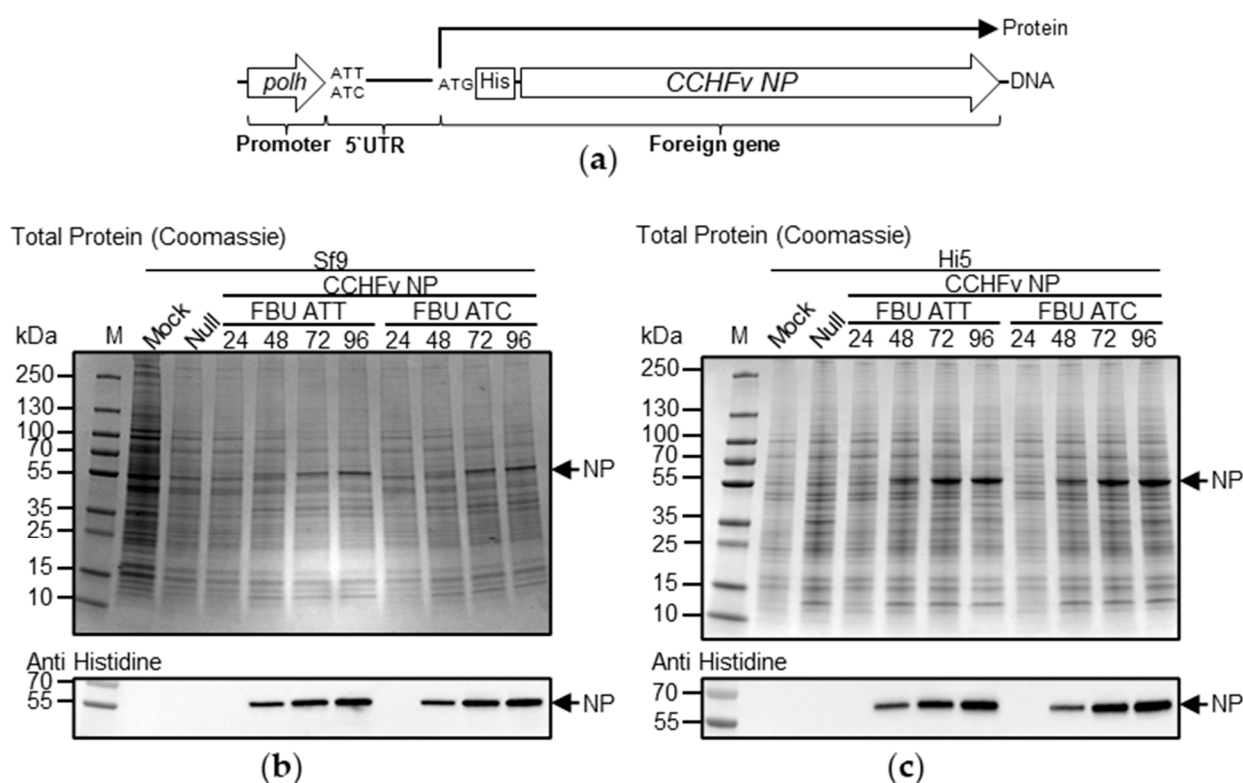 Protein
polh
ATT
ATC
ATG
His
CCHFv NP
DNA
Promoter
5`UTR
Foreign gene
(a)
Total Protein (Coomassie)
Sf9
CCHFv NP
FBU ATT
FBU ATC
kDa
M
Mock
Null
24 48 72 96 24 48 72 96
250
130
100
70
55
35
25
15
10
NP
Anti Histidine
70
55
NP
(b)
Total Protein (Coomassie)
Hi5
CCHFv NP
FBU ATT
FBU ATC
kDa
M
Mock
Null
24 48 72 96 24 48 72 96
250
130
100
70
55
35
25
15
10
NP
Anti Histidine
70
55
NP
(c)